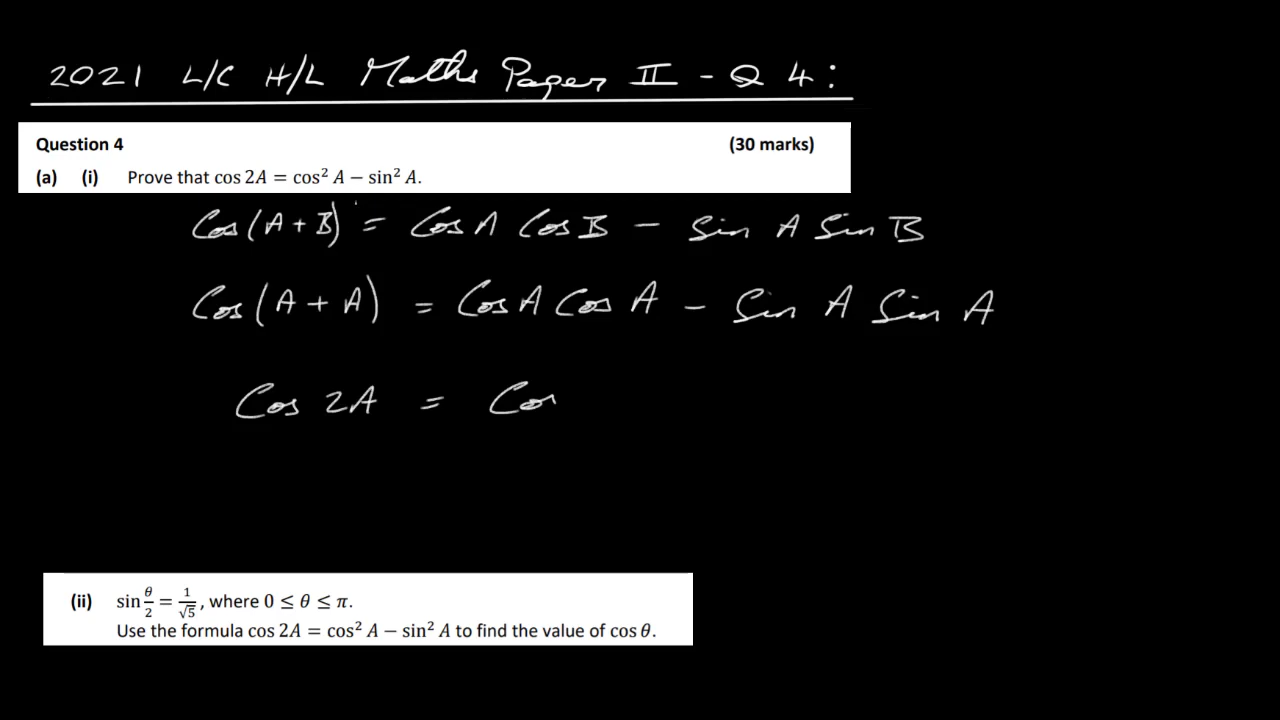 2021 L/C H/L Maths Paper II - Q 4:
Question 4 (30 marks)
(a) (i) Prove that cos 2A = cos² A − sin² A.
Cos(A + B) = Cos A Cos B − Sin A Sin B
Cos(A + A) = Cos A Cos A − Sin A Sin A
Cos 2A = Cos
(ii) sin θ/2 = 1/√5, where 0 ≤ θ ≤ π.
Use the formula cos 2A = cos² A − sin² A to find the value of cos θ.